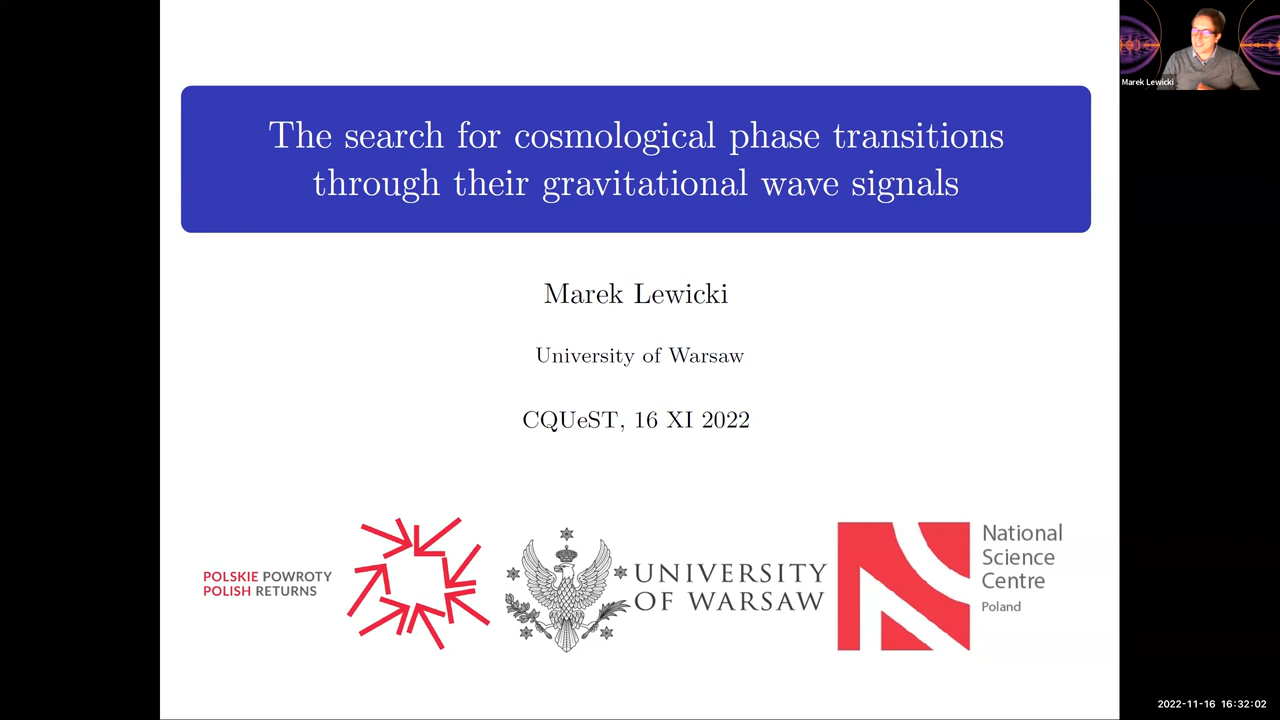 The search for cosmological phase transitions
through their gravitational wave signals
Marek Lewicki
University of Warsaw
CQUeST, 16 XI 2022
POLSKIE POWROTY
POLISH RETURNS
UNIVERSITY
OF WARSAW
National
Science
Centre
Poland
Marek Lewicki
2022-11-16 16:32:02